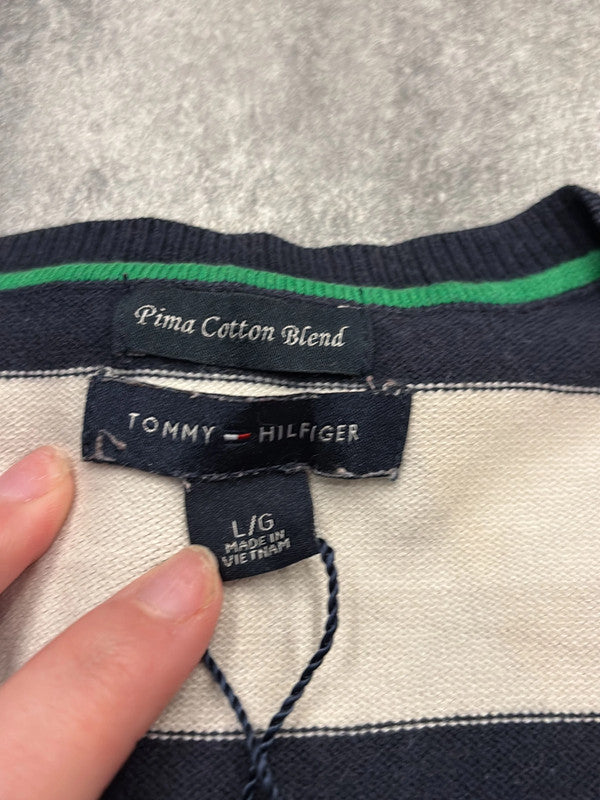 Pima Cotton Blend
TOMMY HILFIGER
L/G
MADE IN
VIETNAM